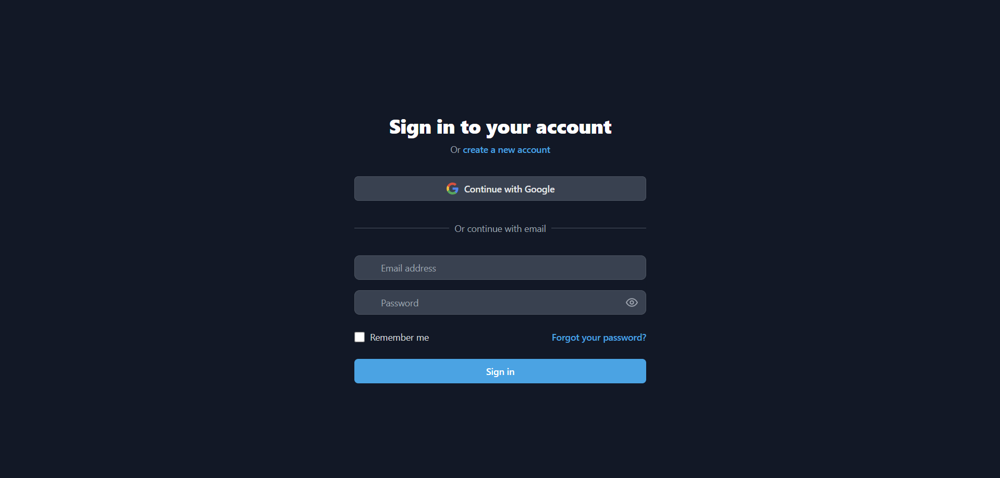 Sign in to your account
Or create a new account
Continue with Google
Or continue with email
Email address
Password
Remember me
Forgot your password?
Sign in